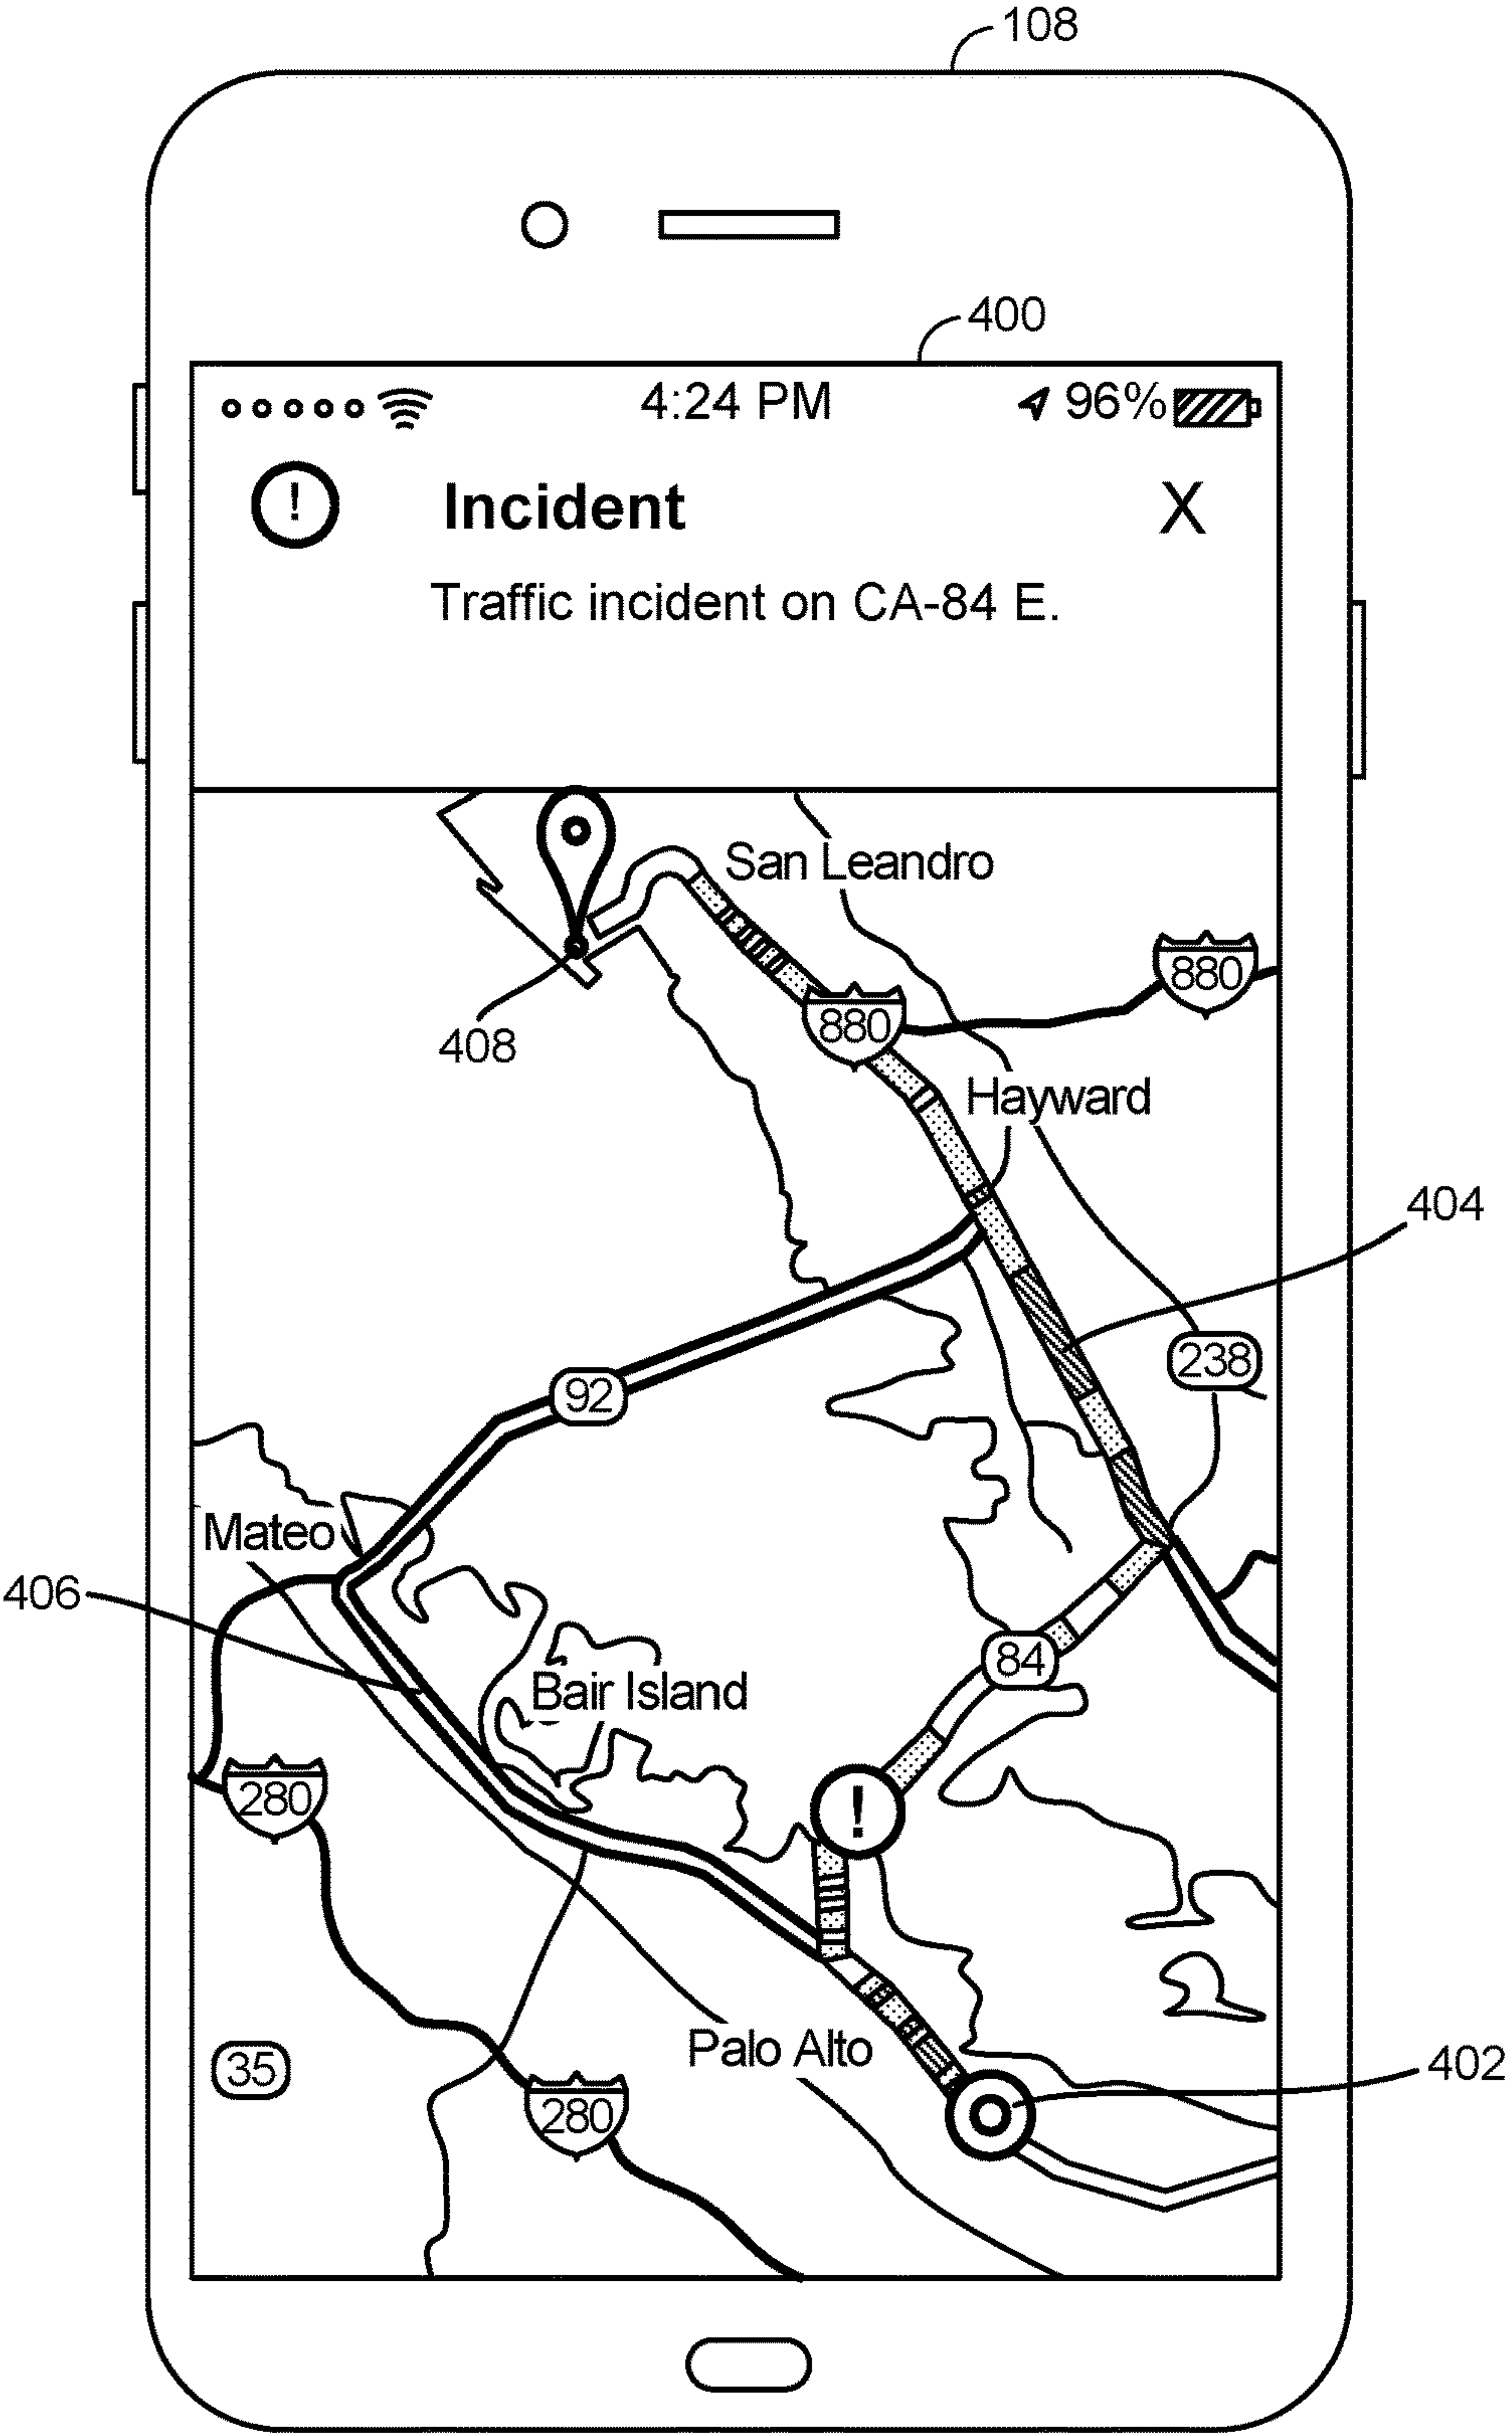 108
400
4:24 PM
96%
!
Incident
X
Traffic incident on CA-84 E.
San Leandro
880
880
408
Hayward
404
238
92
Mateo
406
84
Bair Island
280
!
Palo Alto
35
402
280